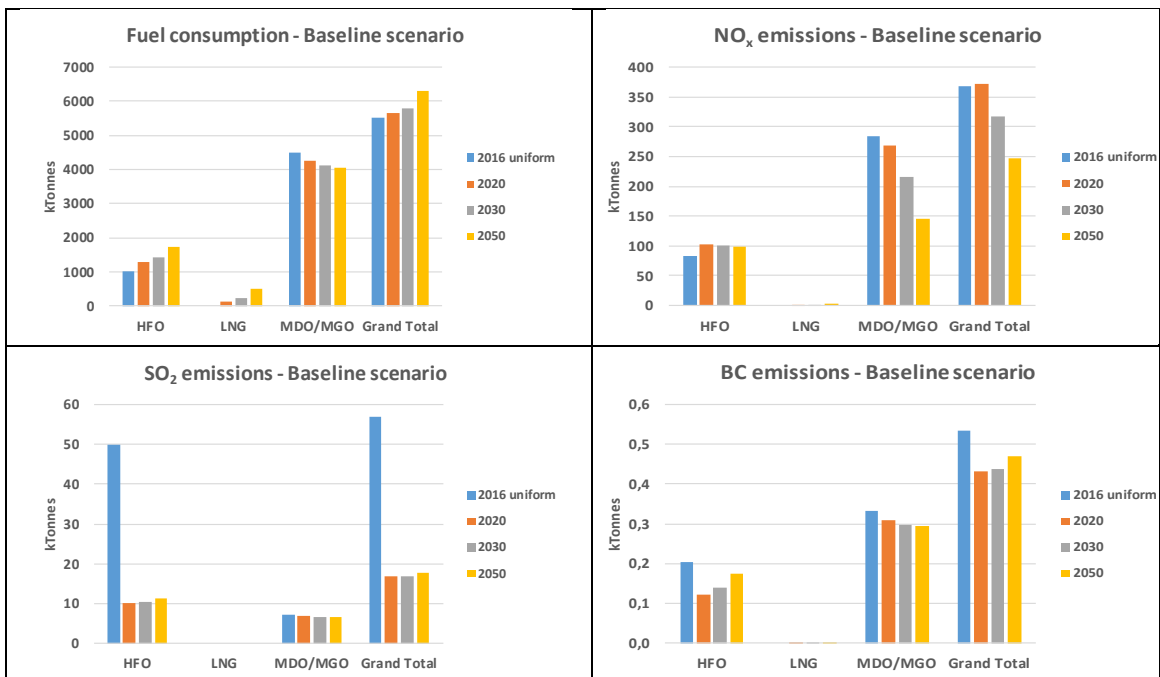 Fuel consumption - Baseline scenario
7000
6000
5000
4000
3000
2000
1000
0
kTonnes
HFO LNG MDO/MGO Grand Total
2016 uniform
2020
2030
2050
NOx emissions - Baseline scenario
400
350
300
250
200
150
100
50
0
kTonnes
HFO LNG MDO/MGO Grand Total
2016 uniform
2020
2030
2050
SO2 emissions - Baseline scenario
60
50
40
30
20
10
0
kTonnes
HFO LNG MDO/MGO Grand Total
2016 uniform
2020
2030
2050
BC emissions - Baseline scenario
0,6
0,5
0,4
0,3
0,2
0,1
0,0
kTonnes
HFO LNG MDO/MGO Grand Total
2016 uniform
2020
2030
2050